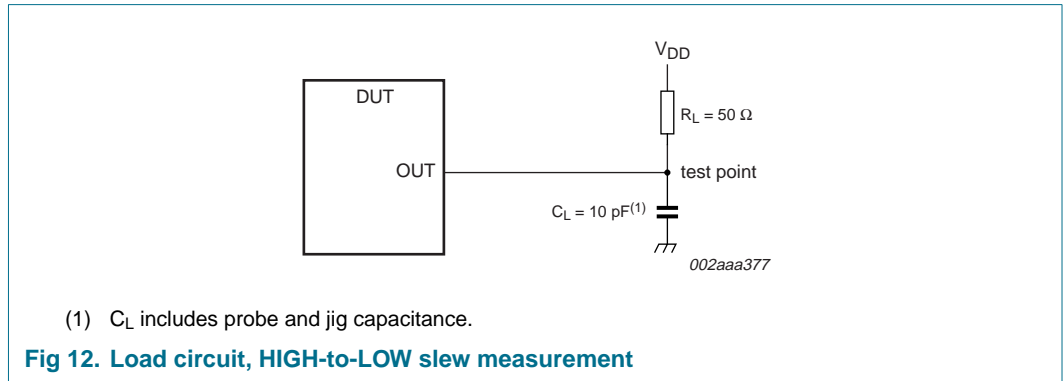 V_DD
DUT
R_L = 50 Ω
OUT
test point
C_L = 10 pF(1)
002aaa377
(1) C_L includes probe and jig capacitance.
Fig 12. Load circuit, HIGH-to-LOW slew measurement